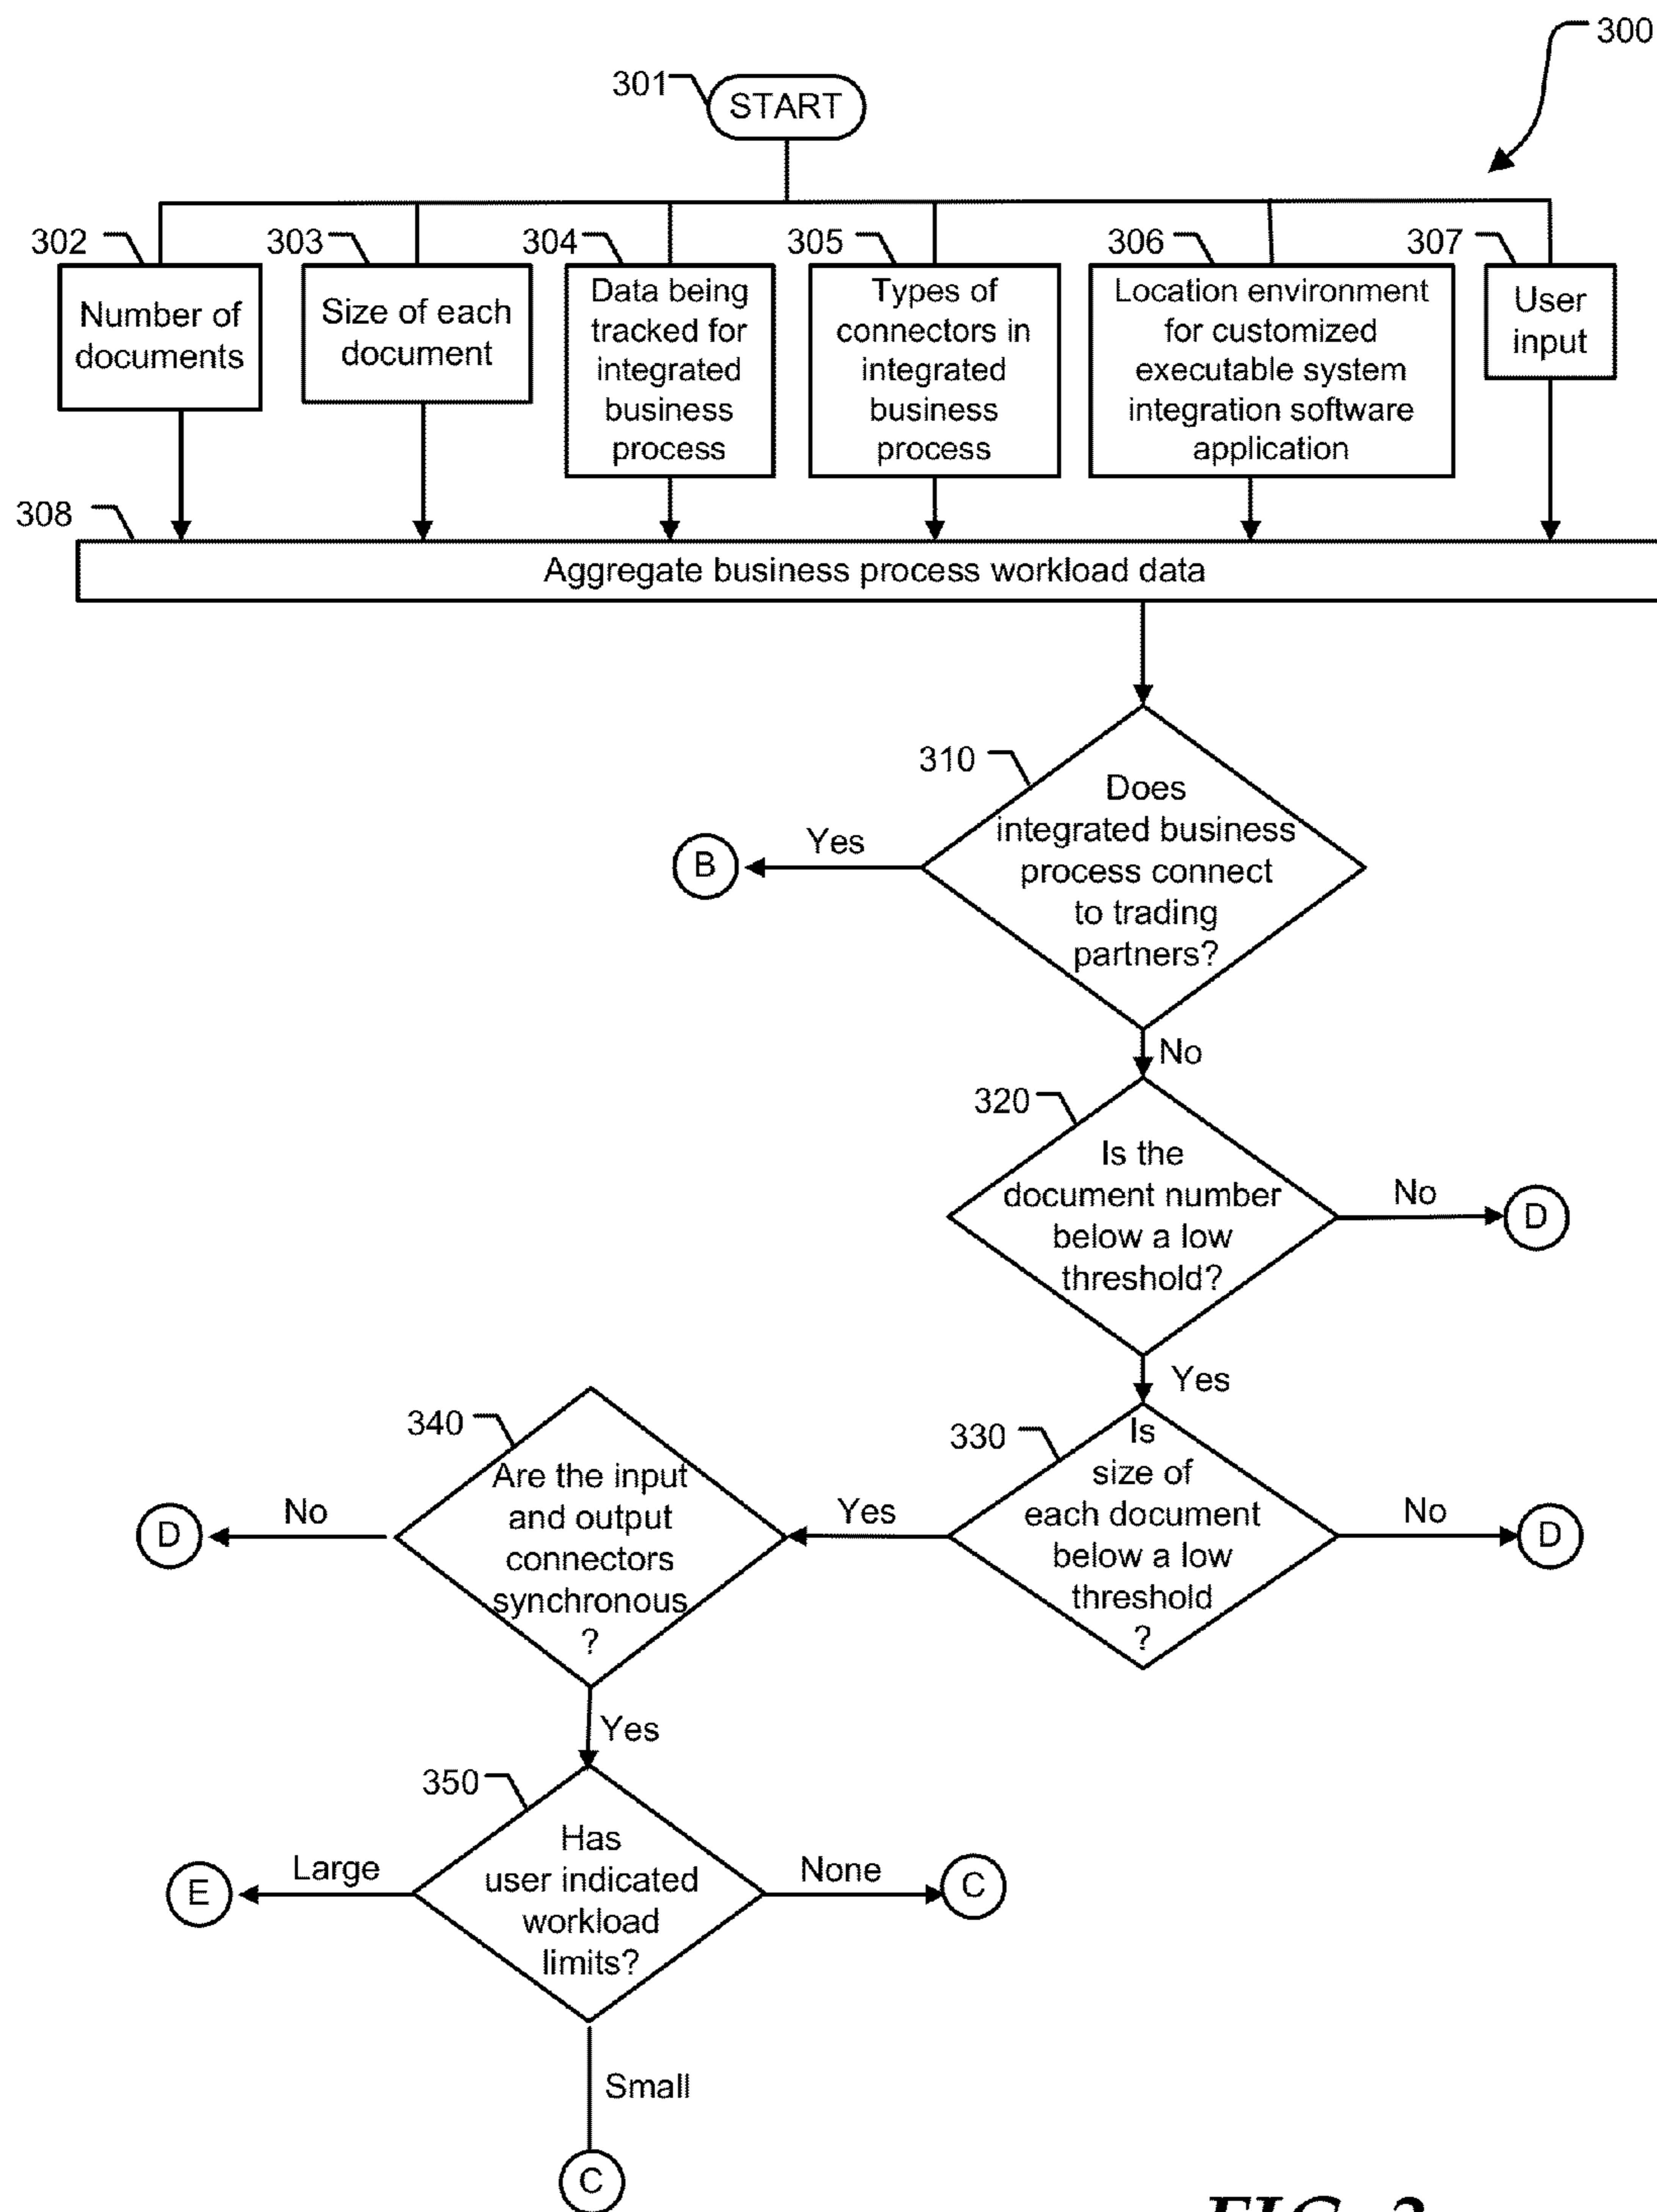 300
301
START
302
303
304
305
306
307
Number of
documents
Size of each
document
Data being
tracked for
integrated
business
process
Types of
connectors in
integrated
business
process
Location environment
for customized
executable system
integration software
application
User
input
308
Aggregate business process workload data
310
Does
integrated business
process connect
to trading
partners?
Yes
B
No
320
Is the
document number
below a low
threshold?
No
D
Yes
330
Is
size of
each document
below a low
threshold
?
No
D
Yes
340
Are the input
and output
connectors
synchronous
?
No
D
Yes
350
Has
user indicated
workload
limits?
Large
E
None
C
Small
C